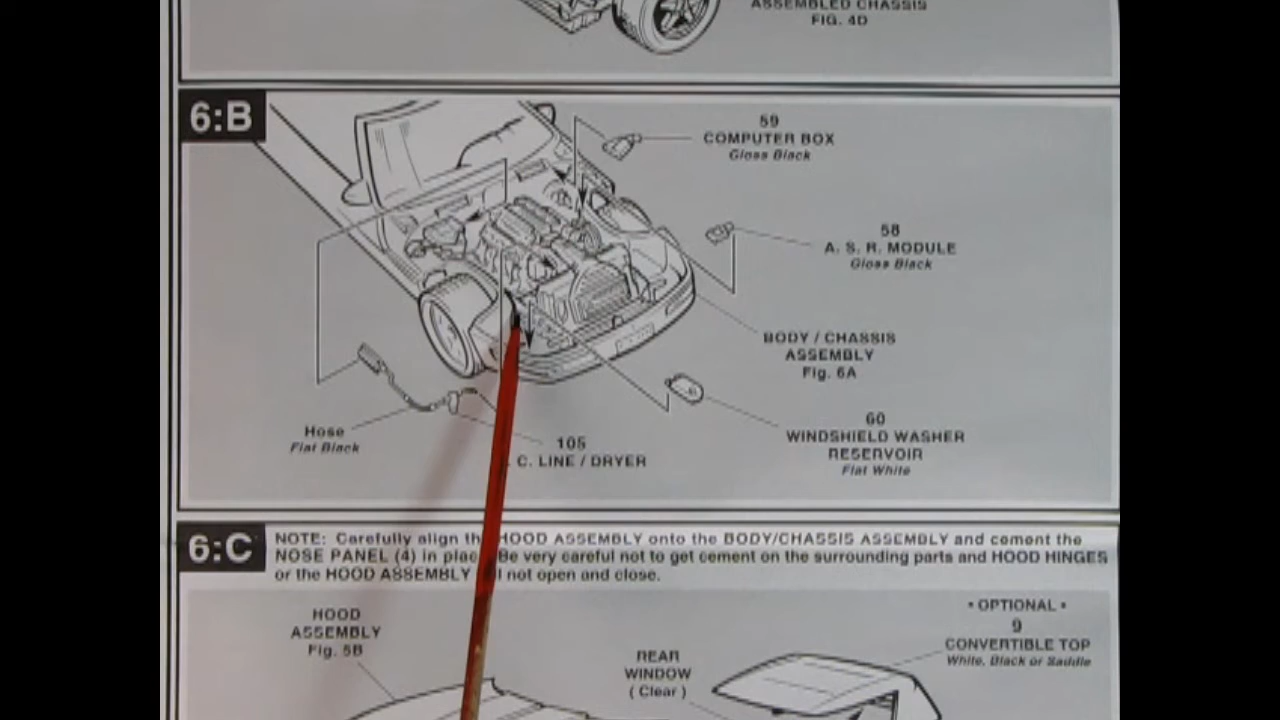 ASSEMBLED CHASSIS
FIG. 4D
6:B
59
COMPUTER BOX
Gloss Black
58
A. S. R. MODULE
Gloss Black
BODY / CHASSIS
ASSEMBLY
Fig. 6A
60
WINDSHIELD WASHER
RESERVOIR
Flat White
Hose
Flat Black
105
C. LINE / DRYER
6:C
NOTE: Carefully align HOOD ASSEMBLY onto the BODY/CHASSIS ASSEMBLY and cement the
NOSE PANEL (4) in Be very careful not to get cement on the surrounding parts and HOOD HINGES
or the HOOD ASSEMBLY not open and close.
HOOD
ASSEMBLY
Fig. 5B
REAR
WINDOW
( Clear )
• OPTIONAL •
9
CONVERTIBLE TOP
White, Black or Saddle